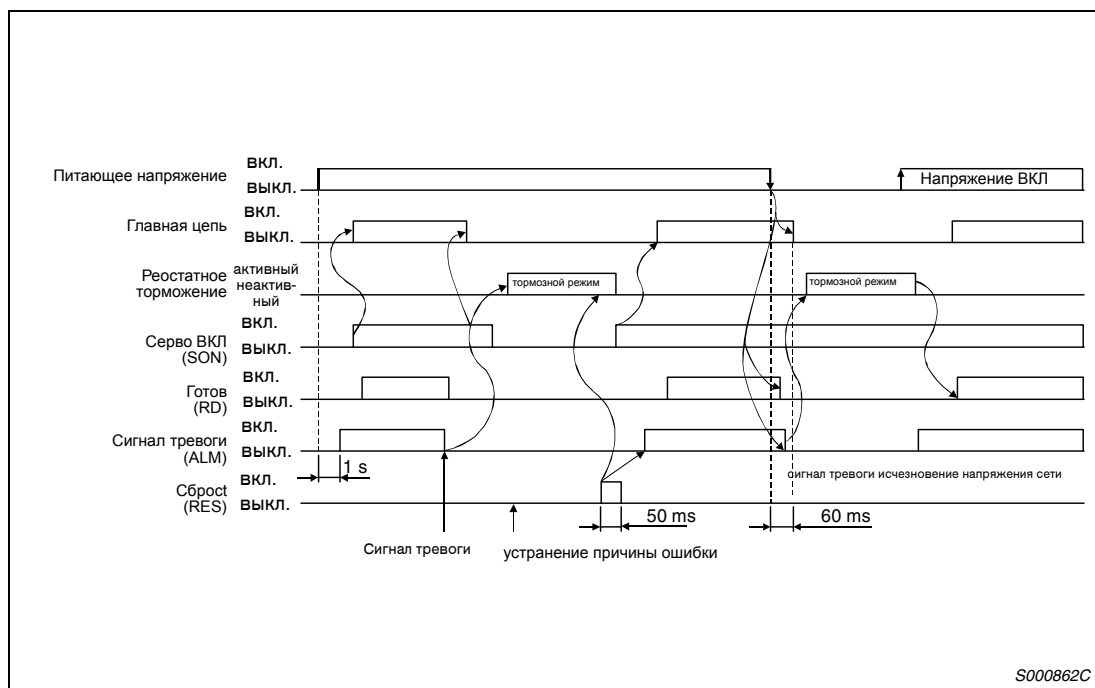 Питающее напряжение
ВКЛ.
ВЫКЛ.
Напряжение ВКЛ
Главная цепь
ВКЛ.
ВЫКЛ.
Реостатное
торможение
активный
неактив-
ный
тормозной режим
тормозной режим
Серво ВКЛ
(SON)
ВКЛ.
ВЫКЛ.
Готов
(RD)
ВКЛ.
ВЫКЛ.
Сигнал тревоги
(ALM)
ВКЛ.
ВЫКЛ.
1 s
сигнал тревоги исчезновение напряжения сети
Сброст
(RES)
ВКЛ.
ВЫКЛ.
50 ms
60 ms
Сигнал тревоги
устранение причины ошибки
S000862C